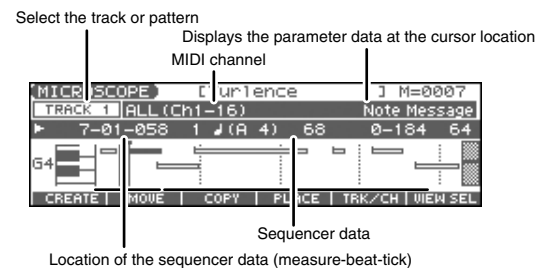 Select the track or pattern
Displays the parameter data at the cursor location
MIDI channel
(MICROSCOPE) [ urlence ] M=0007
TRACK 1 ALL(Ch1-16) Note Message
7-01-058 1 ♩(A 4) 68 0-184 64
G4
CREATE MOVE COPY PLACE TRK/CH VIEW SEL
Sequencer data
Location of the sequencer data (measure-beat-tick)